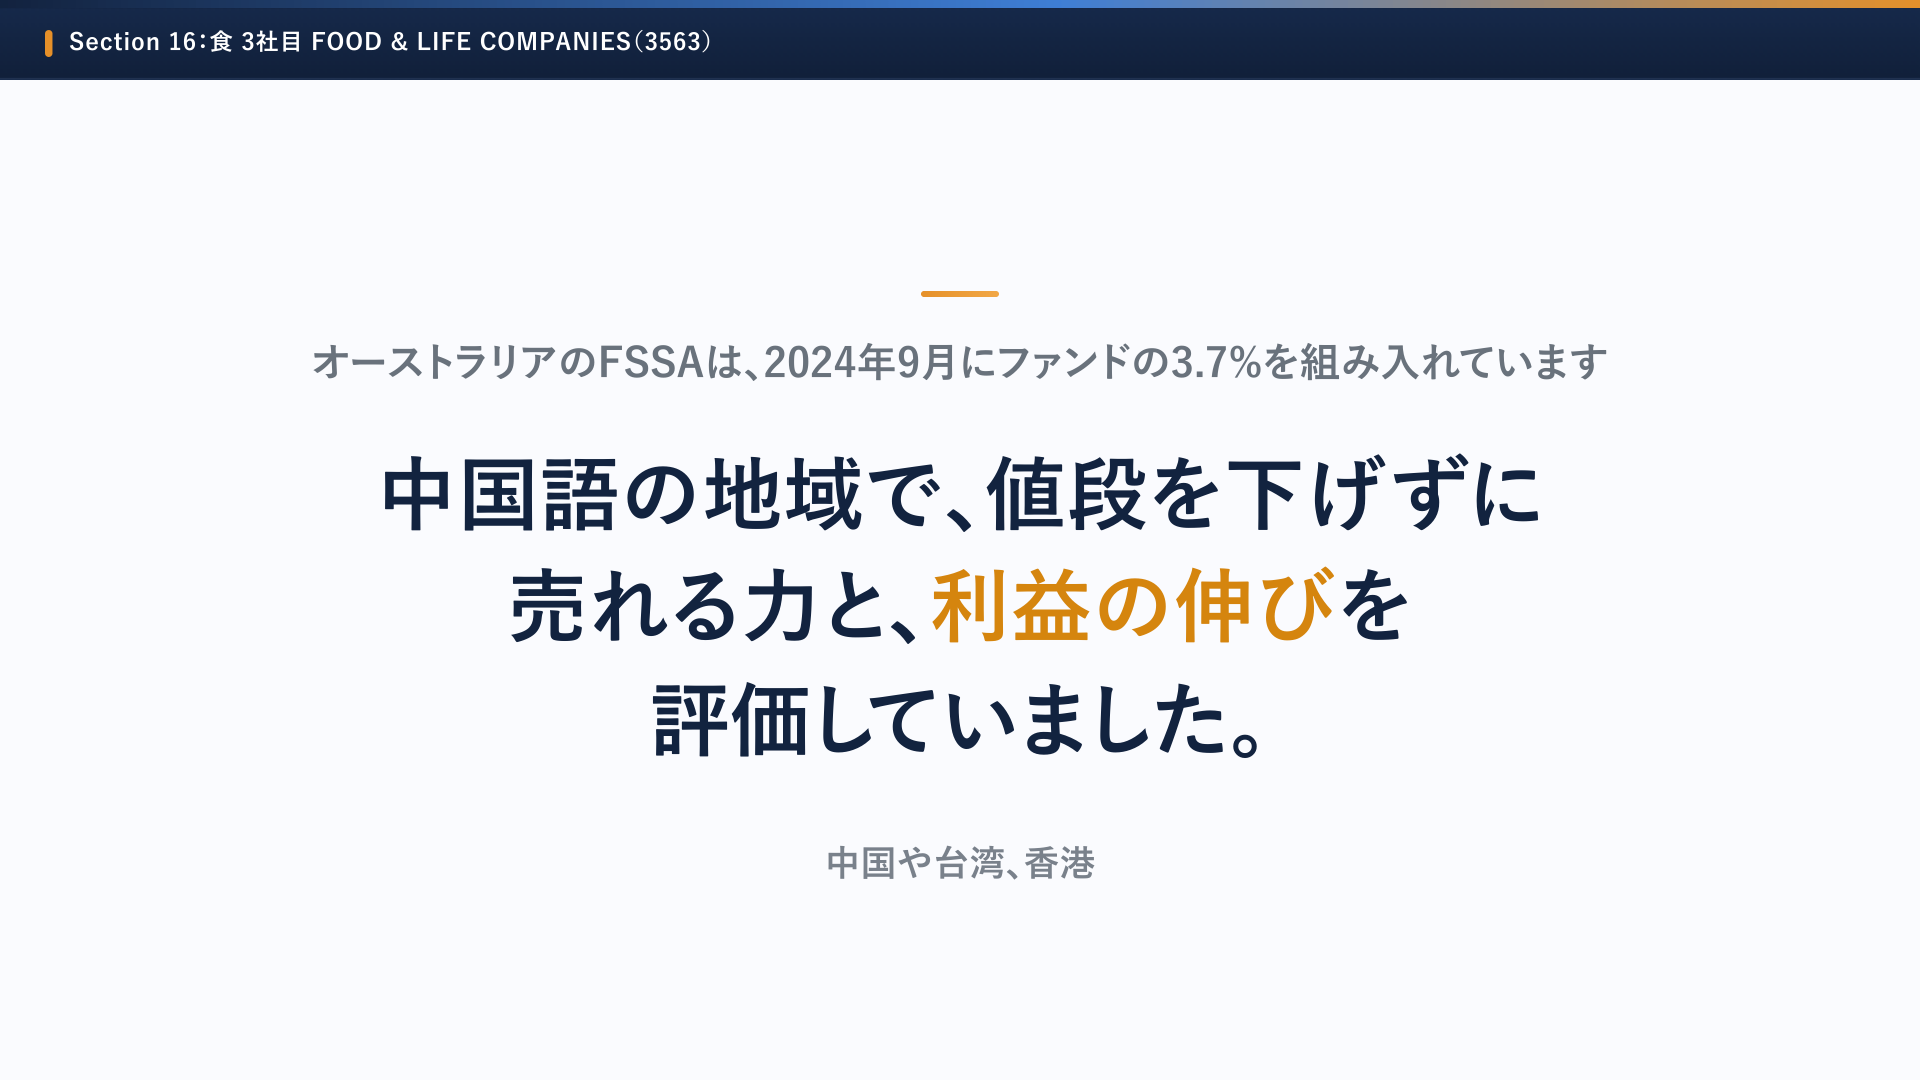 Section 16：食 3社目 FOOD & LIFE COMPANIES（3563）
オーストラリアのFSSAは、2024年9月にファンドの3.7%を組み入れています
中国語の地域で、値段を下げずに
売れる力と、利益の伸びを
評価していました。
中国や台湾、香港